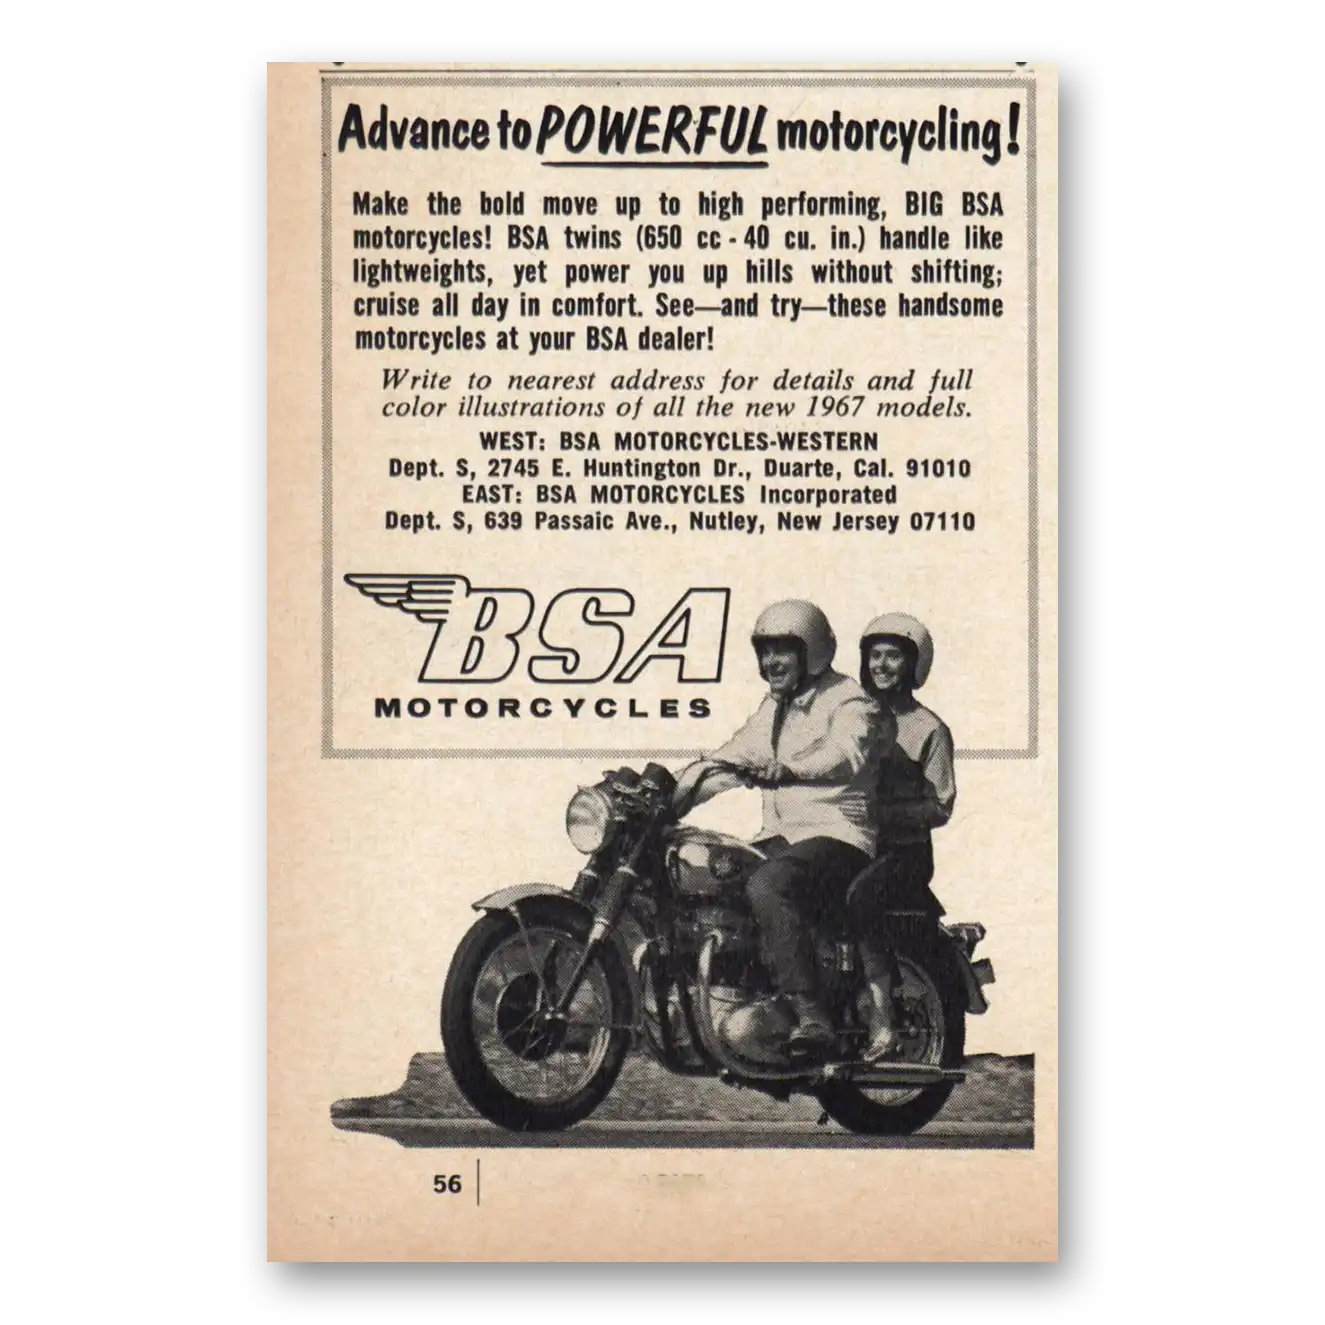 Advance to POWERFUL motorcycling!
Make the bold move up to high performing, BIG BSA
motorcycles! BSA twins (650 cc - 40 cu. in.) handle like
lightweights, yet power you up hills without shifting;
cruise all day in comfort. See—and try—these handsome
motorcycles at your BSA dealer!
Write to nearest address for details and full
color illustrations of all the new 1967 models.
WEST: BSA MOTORCYCLES-WESTERN
Dept. S, 2745 E. Huntington Dr., Duarte, Cal. 91010
EAST: BSA MOTORCYCLES Incorporated
Dept. S, 639 Passaic Ave., Nutley, New Jersey 07110
BSA
MOTORCYCLES
56